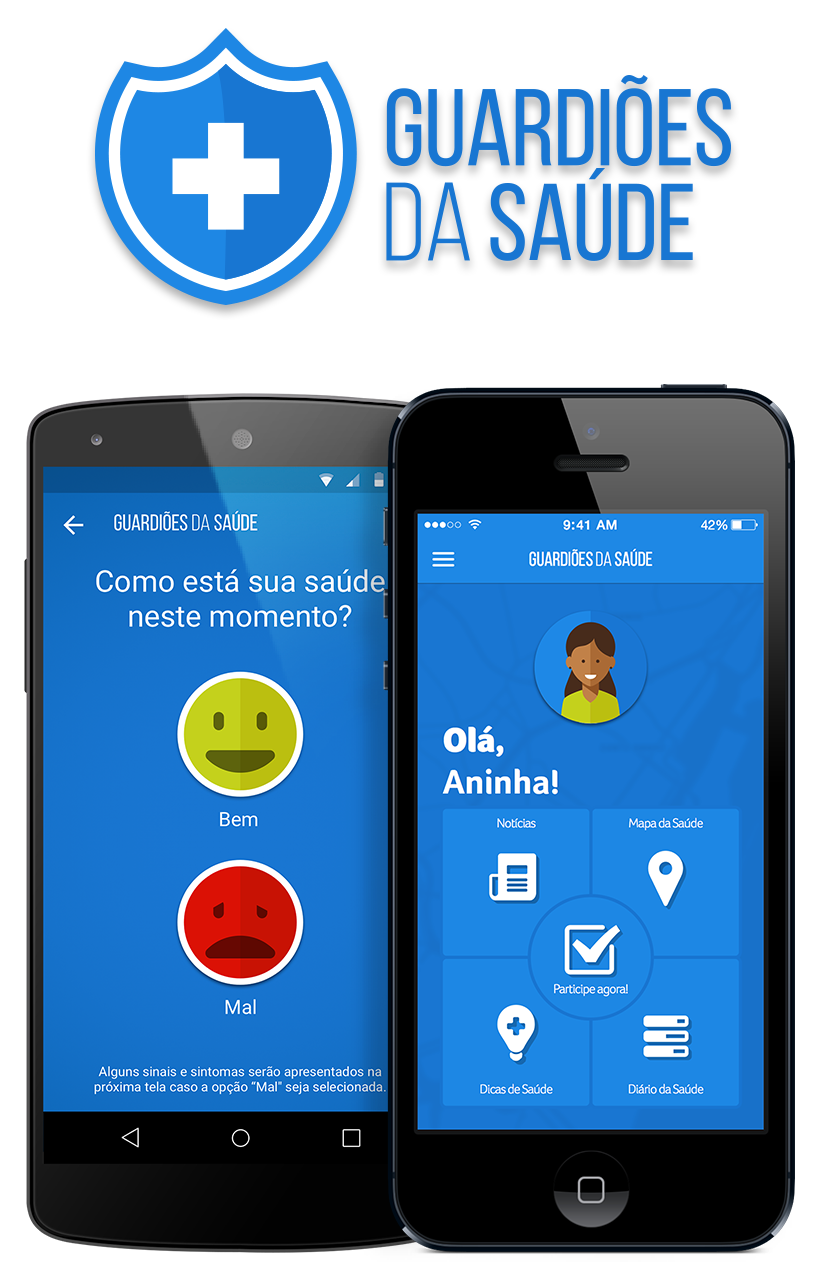 GUARDIÕES
DA SAÚDE
GUARDIÕES DA SAÚDE
Como está sua saúde
neste momento?
Bem
Mal
Alguns sinais e sintomas serão apresentados na
próxima tela caso a opção “Mal" seja selecionada.
9:41 AM
42%
GUARDIÕES DA SAÚDE
Olá,
Aninha!
Notícias
Mapa da Saúde
Participe agora!
Dicas de Saúde
Diário da Saúde